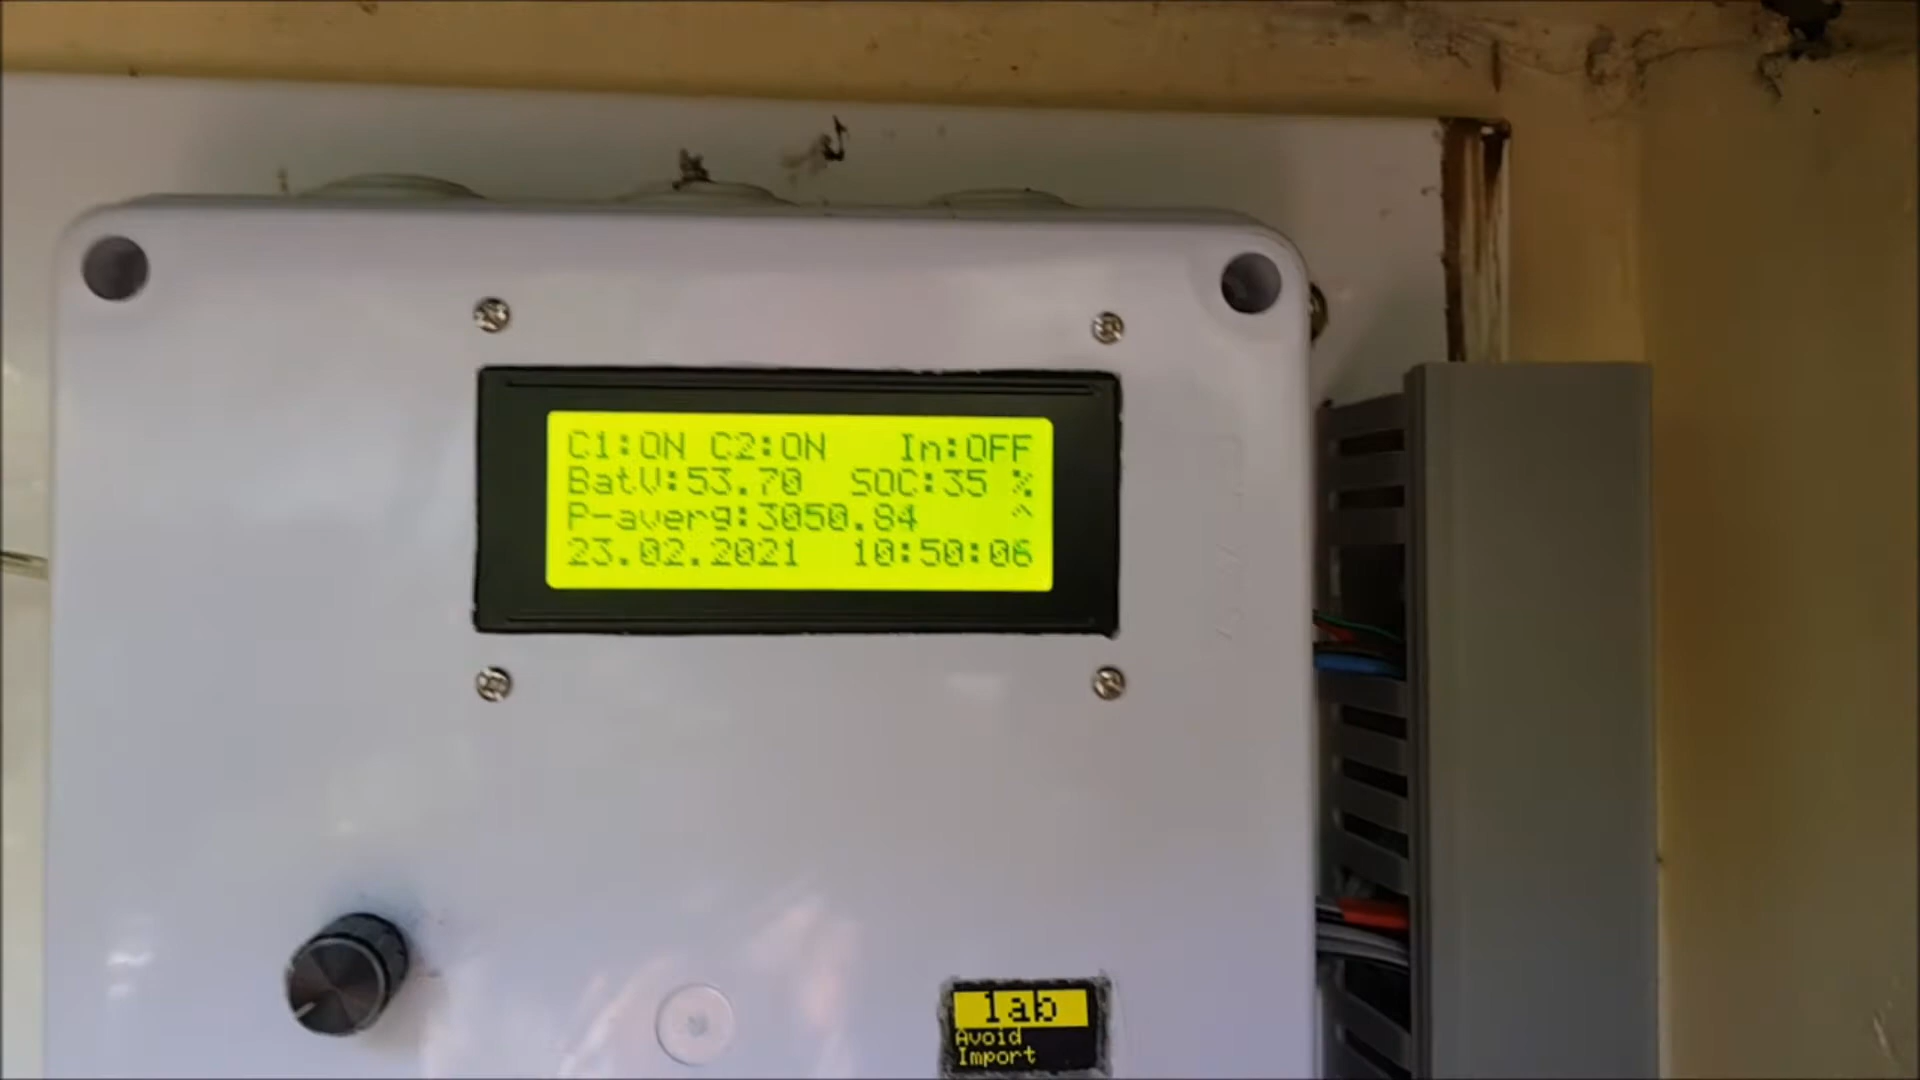 C1:ON C2:ON In:OFF
BatV:53.70 SOC:35 %
P-averg:3050.84 ^
23.02.2021 10:50:06
lab
Avoid
Import